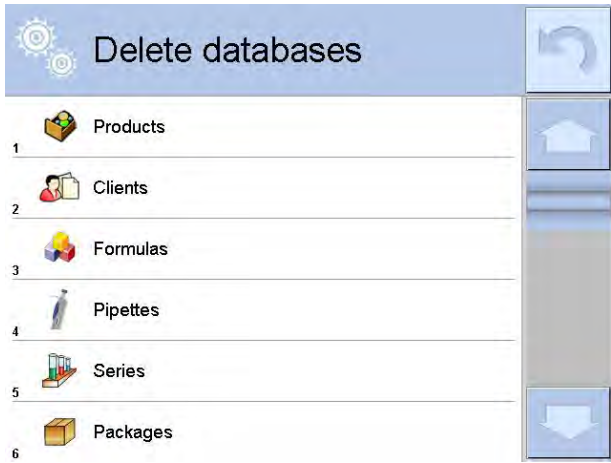 Delete databases
Products
1
Clients
2
Formulas
3
Pipettes
4
Series
5
Packages
6